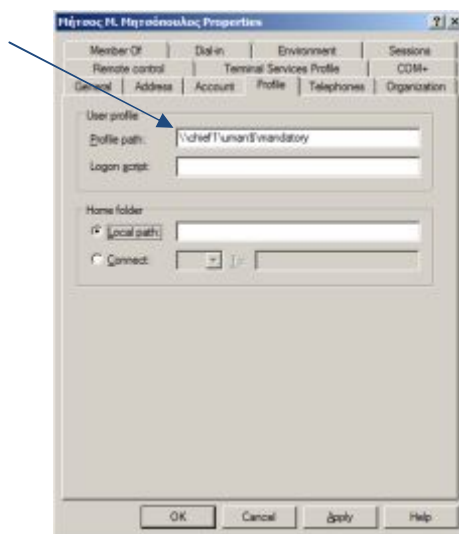 Μήτσος Μ. Μητσόπουλος Properties
Member Of Dial-in Environment Sessions
Remote control Terminal Services Profile COM+
General Address Account Profile Telephones Organization
User profile
Profile path: \\chief1\uman$\mandatory
Logon script:
Home folder
Local path:
Connect: To:
OK Cancel Apply Help